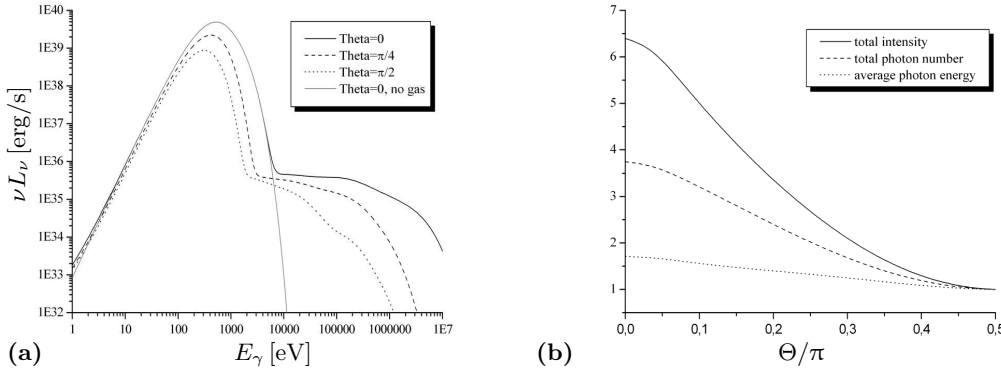 1E40
1E39
1E38
1E37
1E36
1E35
1E34
1E33
1E32
νLν [erg/s]
Theta=0
Theta=π/4
Theta=π/2
Theta=0, no gas
1 10 100 1000 10000 100000 1000000 1E7
(a) Eγ [eV]
7
6
5
4
3
2
1
total intensity
total photon number
average photon energy
0,0 0,1 0,2 0,3 0,4 0,5
(b) Θ/π